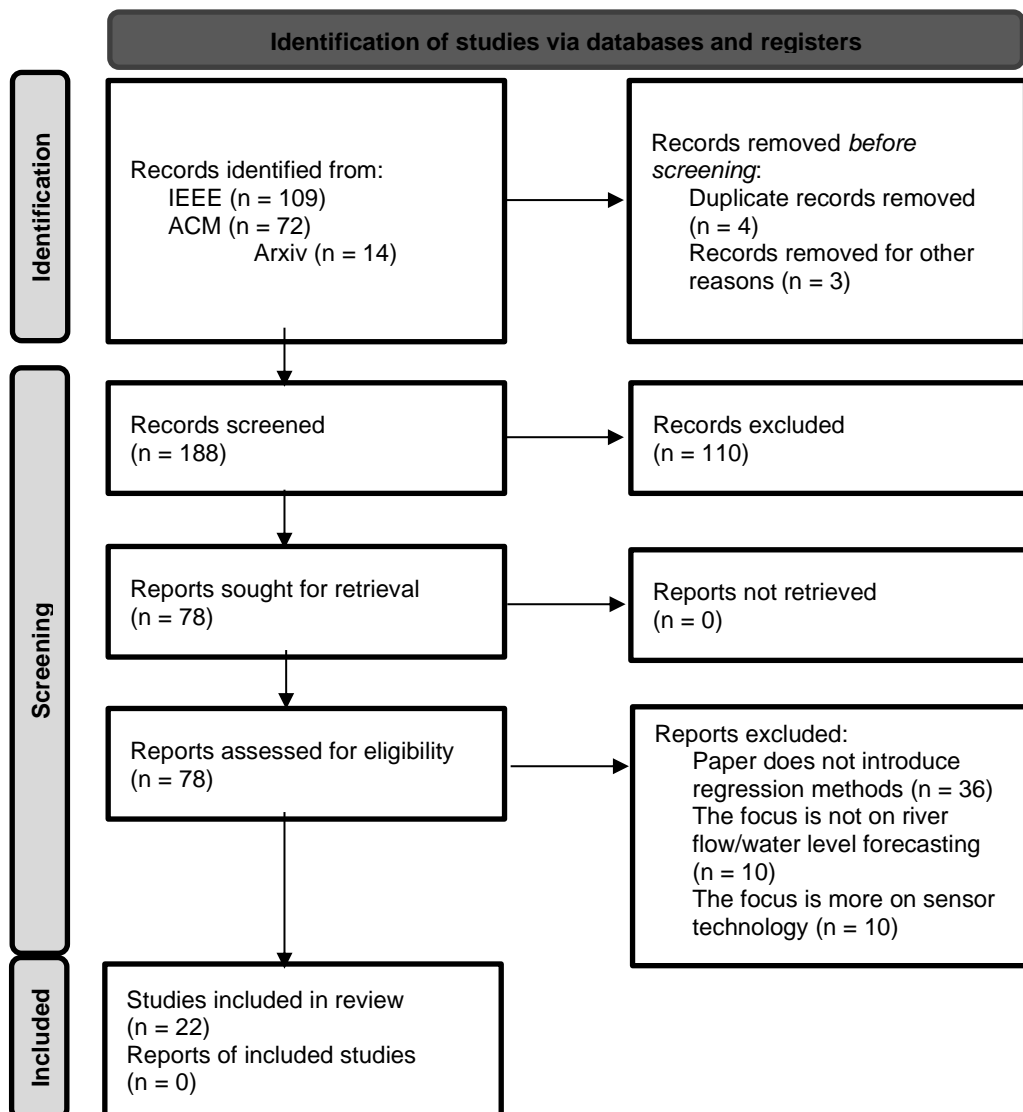 Identification of studies via databases and registers
Identification
Records identified from:
IEEE (n = 109)
ACM (n = 72)
Arxiv (n = 14)
Records removed before
screening:
Duplicate records removed
(n = 4)
Records removed for other
reasons (n = 3)
Screening
Records screened
(n = 188)
Records excluded
(n = 110)
Reports sought for retrieval
(n = 78)
Reports not retrieved
(n = 0)
Reports assessed for eligibility
(n = 78)
Reports excluded:
Paper does not introduce
regression methods (n = 36)
The focus is not on river
flow/water level forecasting
(n = 10)
The focus is more on sensor
technology (n = 10)
Included
Studies included in review
(n = 22)
Reports of included studies
(n = 0)